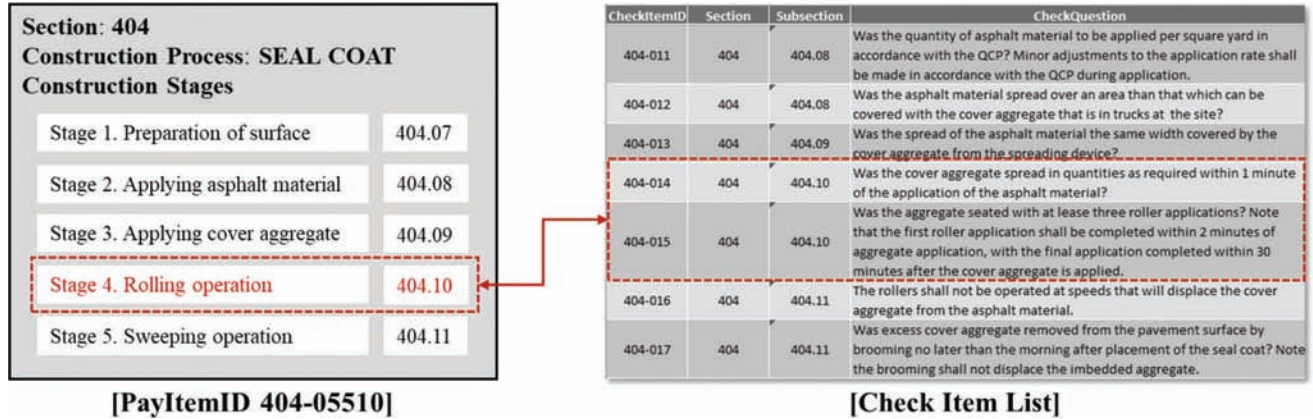 Section: 404
Construction Process: SEAL COAT
Construction Stages
Stage 1. Preparation of surface 404.07
Stage 2. Applying asphalt material 404.08
Stage 3. Applying cover aggregate 404.09
Stage 4. Rolling operation 404.10
Stage 5. Sweeping operation 404.11
[PayItemID 404-05510]
CheckItemID Section Subsection CheckQuestion
404-011 404 404.08 Was the quantity of asphalt material to be applied per square yard in
accordance with the QCP? Minor adjustments to the application rate shall
be made in accordance with the QCP during application.
404-012 404 404.08 Was the asphalt material spread over an area than that which can be
covered with the cover aggregate that is in trucks at the site?
404-013 404 404.09 Was the spread of the asphalt material the same width covered by the
cover aggregate from the spreading device?
404-014 404 404.10 Was the cover aggregate spread in quantities as required within 1 minute
of the application of the asphalt material?
404-015 404 404.10 Was the aggregate seated with at lease three roller applications? Note
that the first roller application shall be completed within 2 minutes of
aggregate application, with the final application completed within 30
minutes after the cover aggregate is applied.
404-016 404 404.11 The rollers shall not be operated at speeds that will displace the cover
aggregate from the asphalt material.
404-017 404 404.11 Was excess cover aggregate removed from the pavement surface by
brooming no later than the morning after placement of the seal coat? Note
the brooming shall not displace the imbedded aggregate.
[Check Item List]